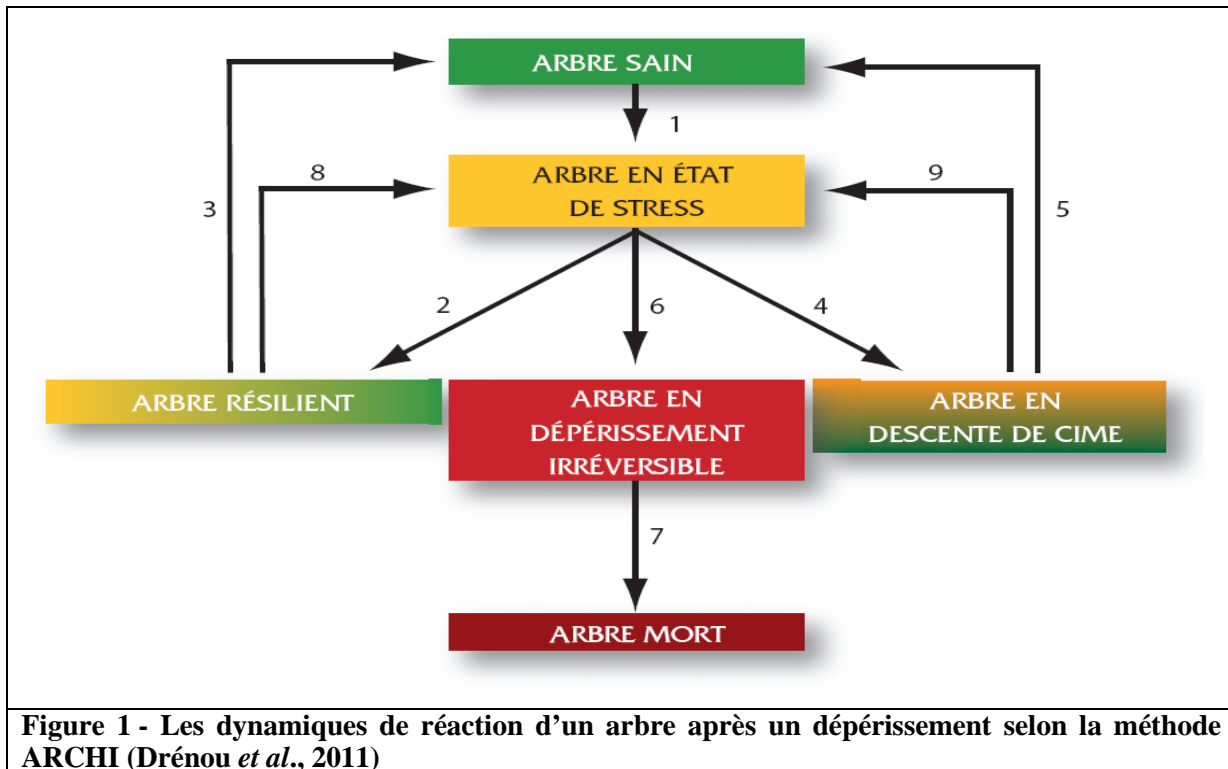 ARBRE SAIN
1
ARBRE EN ÉTAT
DE STRESS
8
9
3
5
2
6
4
ARBRE RÉSILIENT
ARBRE EN
DÉPÉRISSEMENT
IRRÉVERSIBLE
ARBRE EN
DESCENTE DE CIME
7
ARBRE MORT
Figure 1 - Les dynamiques de réaction d’un arbre après un dépérissement selon la méthode
ARCHI (Drénou et al., 2011)